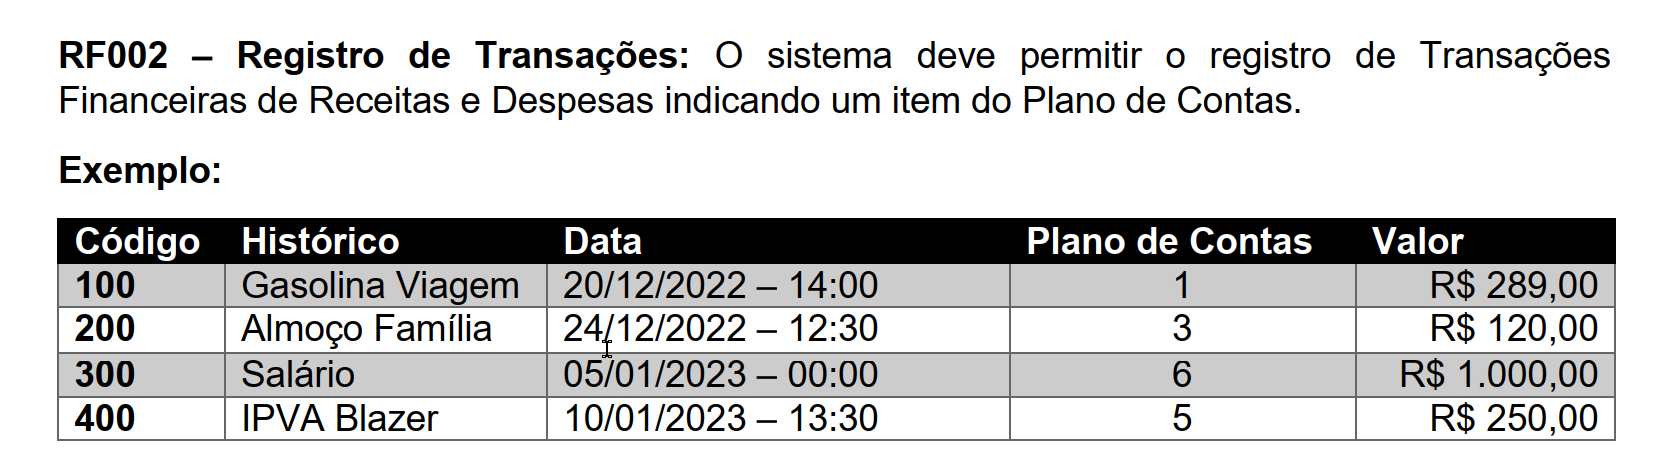 RF002 – Registro de Transações: O sistema deve permitir o registro de Transações
Financeiras de Receitas e Despesas indicando um item do Plano de Contas.
Exemplo:
Código Histórico Data Plano de Contas Valor
100 Gasolina Viagem 20/12/2022 – 14:00 1 R$ 289,00
200 Almoço Família 24/12/2022 – 12:30 3 R$ 120,00
300 Salário 05/01/2023 – 00:00 6 R$ 1.000,00
400 IPVA Blazer 10/01/2023 – 13:30 5 R$ 250,00